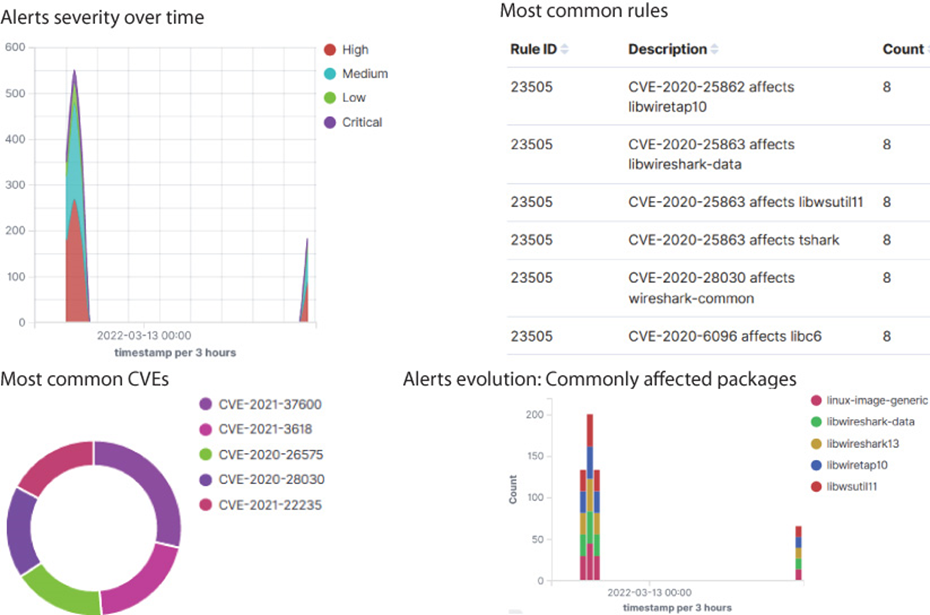 Alerts severity over time
600
500
400
300
200
100
0
2022-03-13 00:00
timestamp per 3 hours
High
Medium
Low
Critical
Most common rules
Rule ID Description Count
23505 CVE-2020-25862 affects 8
libwiretap10
23505 CVE-2020-25863 affects 8
libwireshark-data
23505 CVE-2020-25863 affects libwsutil11 8
23505 CVE-2020-25863 affects tshark 8
23505 CVE-2020-28030 affects 8
wireshark-common
23505 CVE-2020-6096 affects libc6 8
Most common CVEs
CVE-2021-37600
CVE-2021-3618
CVE-2020-26575
CVE-2020-28030
CVE-2021-22235
Alerts evolution: Commonly affected packages
Count
200
150
100
50
0
2022-03-13 00:00
timestamp per 3 hours
linux-image-generic
libwireshark-data
libwireshark13
libwiretap10
libwsutil11